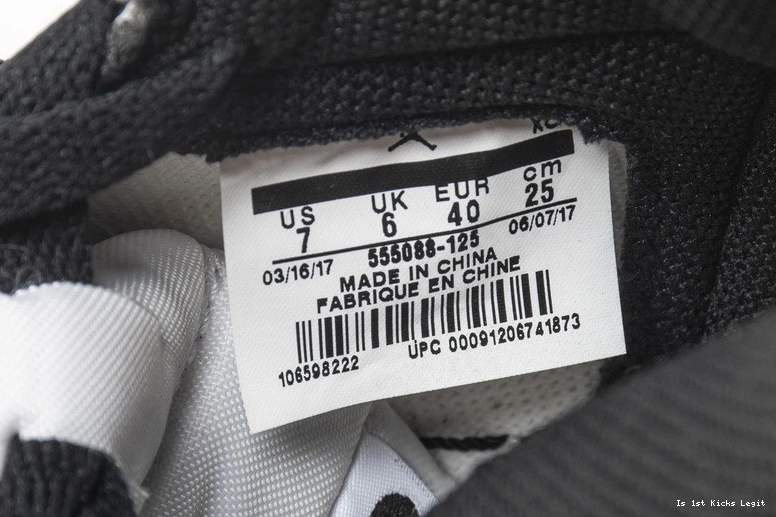 XC
US UK EUR cm
7 6 40 25
03/16/17 555088-125 06/07/17
MADE IN CHINA
FABRIQUE EN CHINE
106598222 UPC 00091206741873
Is 1st Kicks Legit